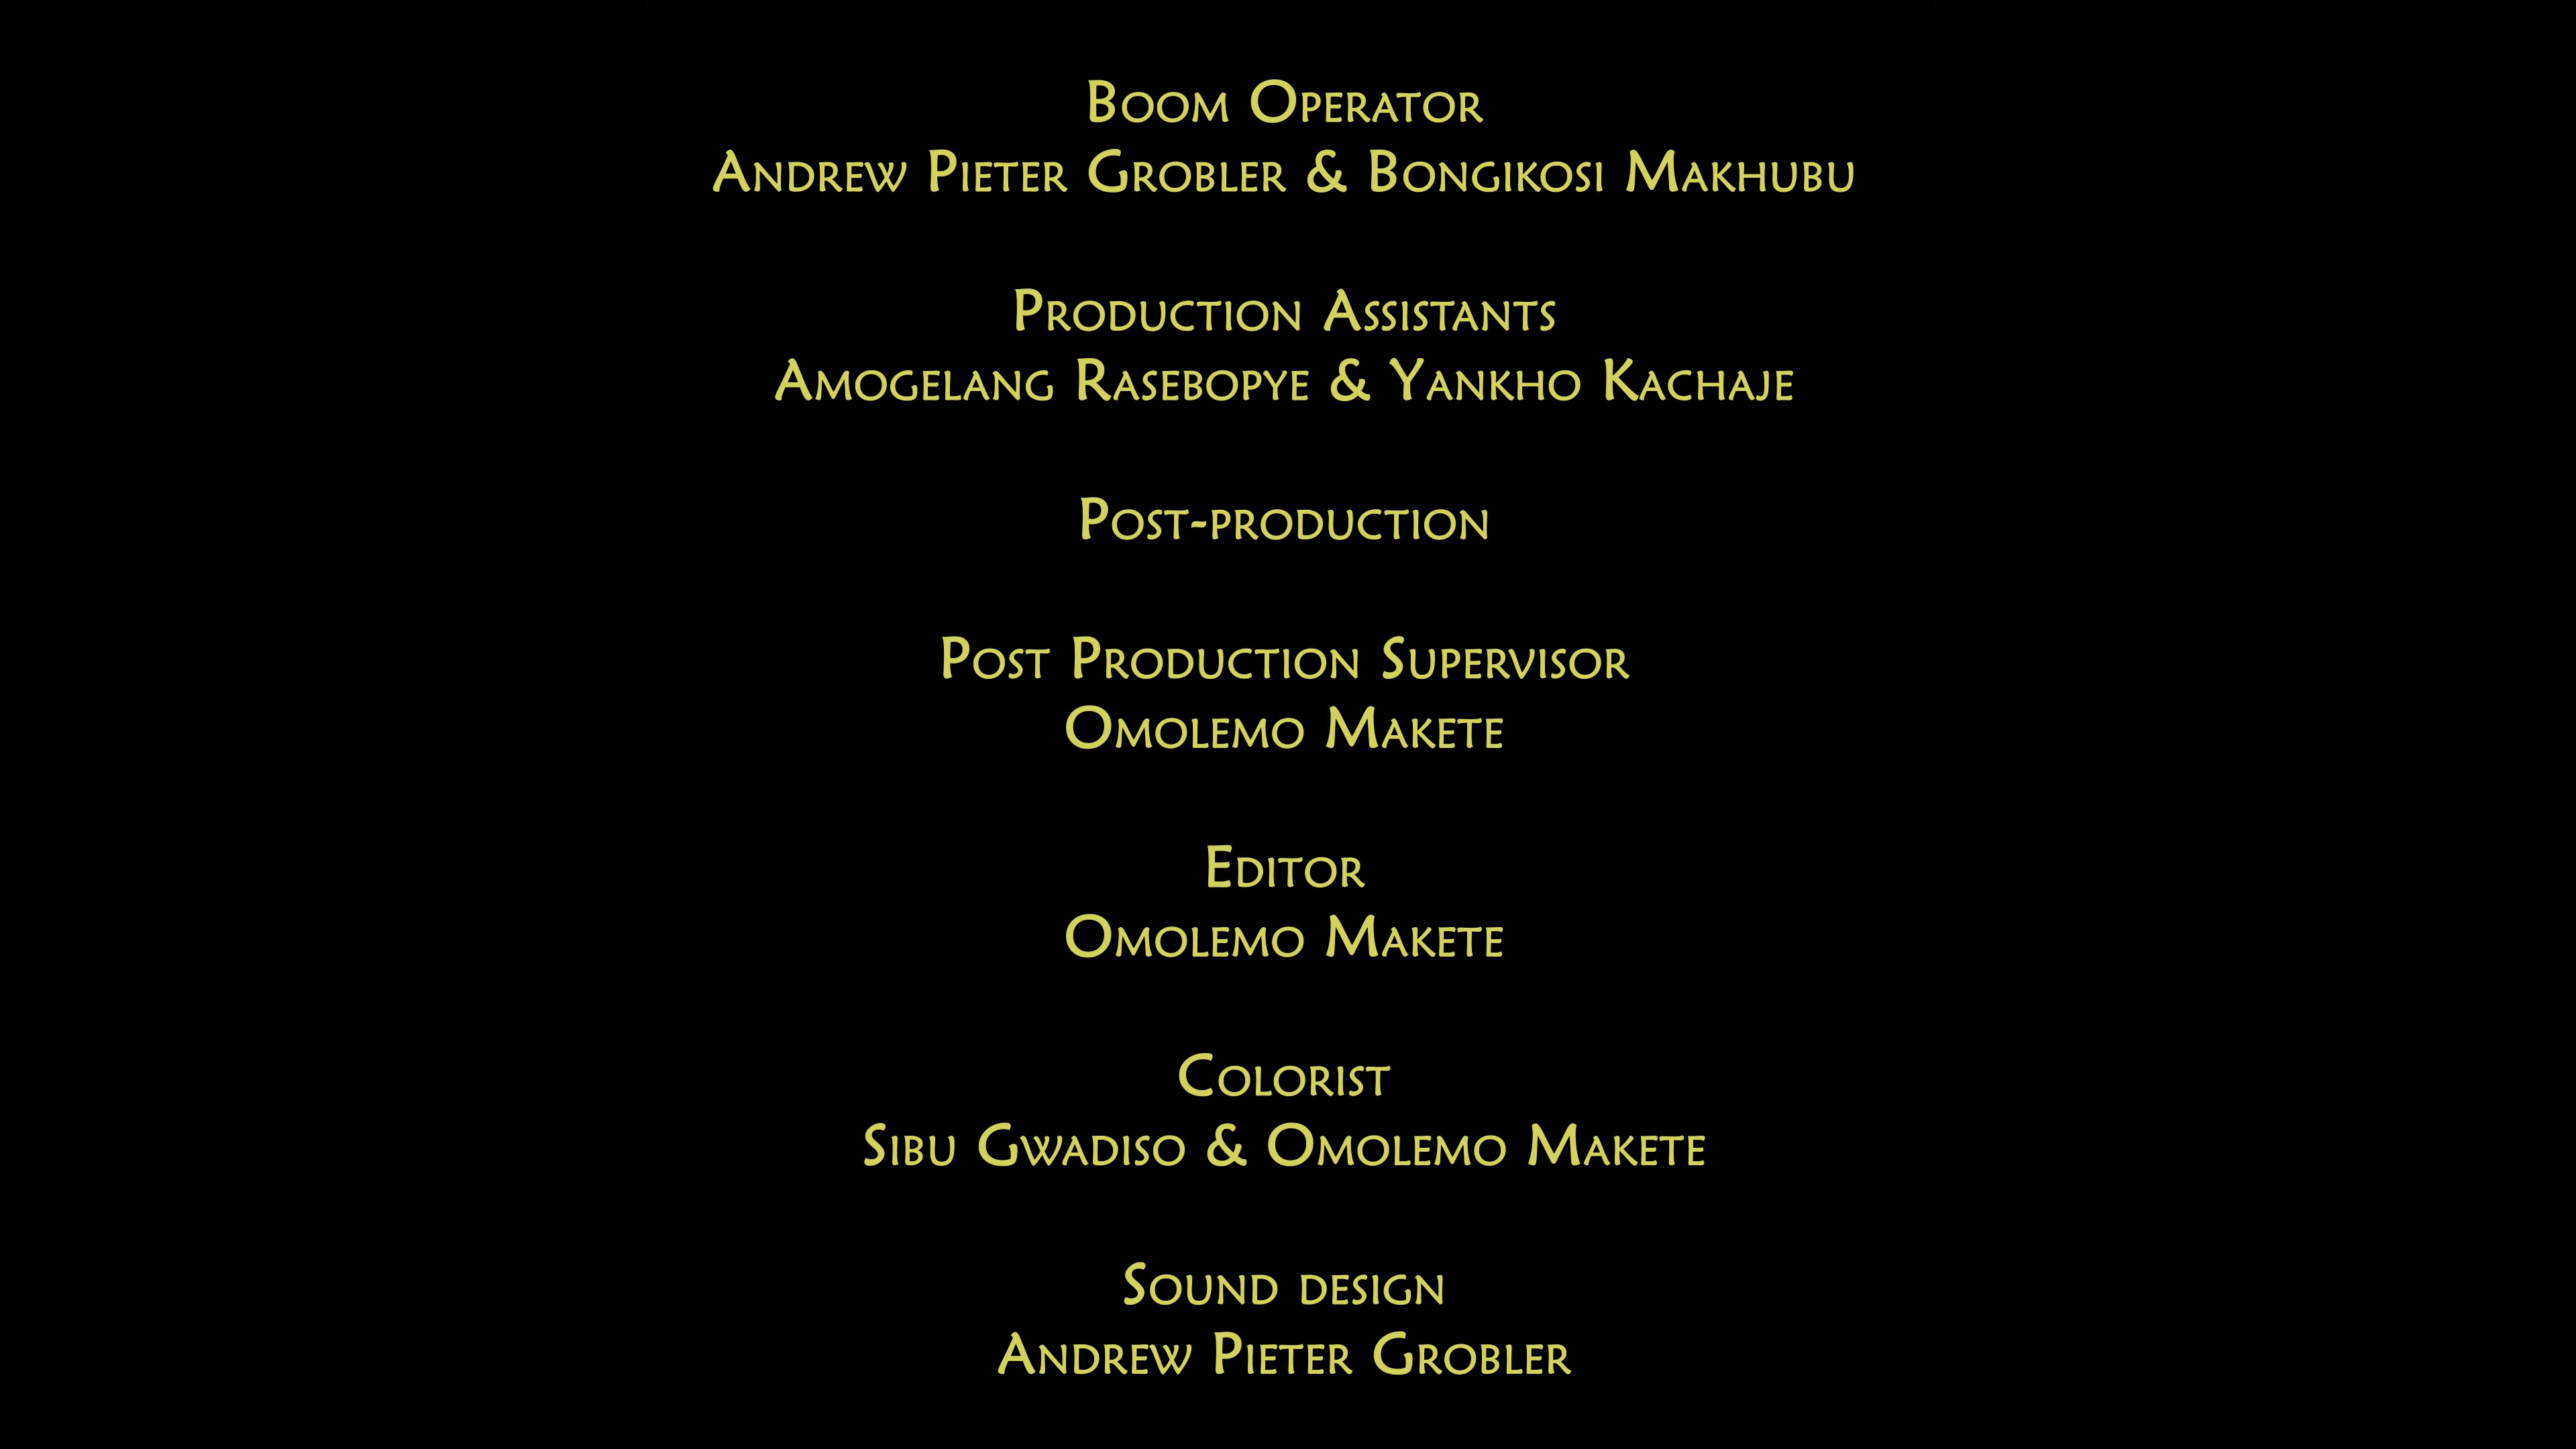 Boom Operator
Andrew Pieter Grobler & Bongikosi Makhubu
Production Assistants
Amogelang Rasebopye & Yankho Kachaje
Post-production
Post Production Supervisor
Omolemo Makete
Editor
Omolemo Makete
Colorist
Sibu Gwadiso & Omolemo Makete
Sound design
Andrew Pieter Grobler